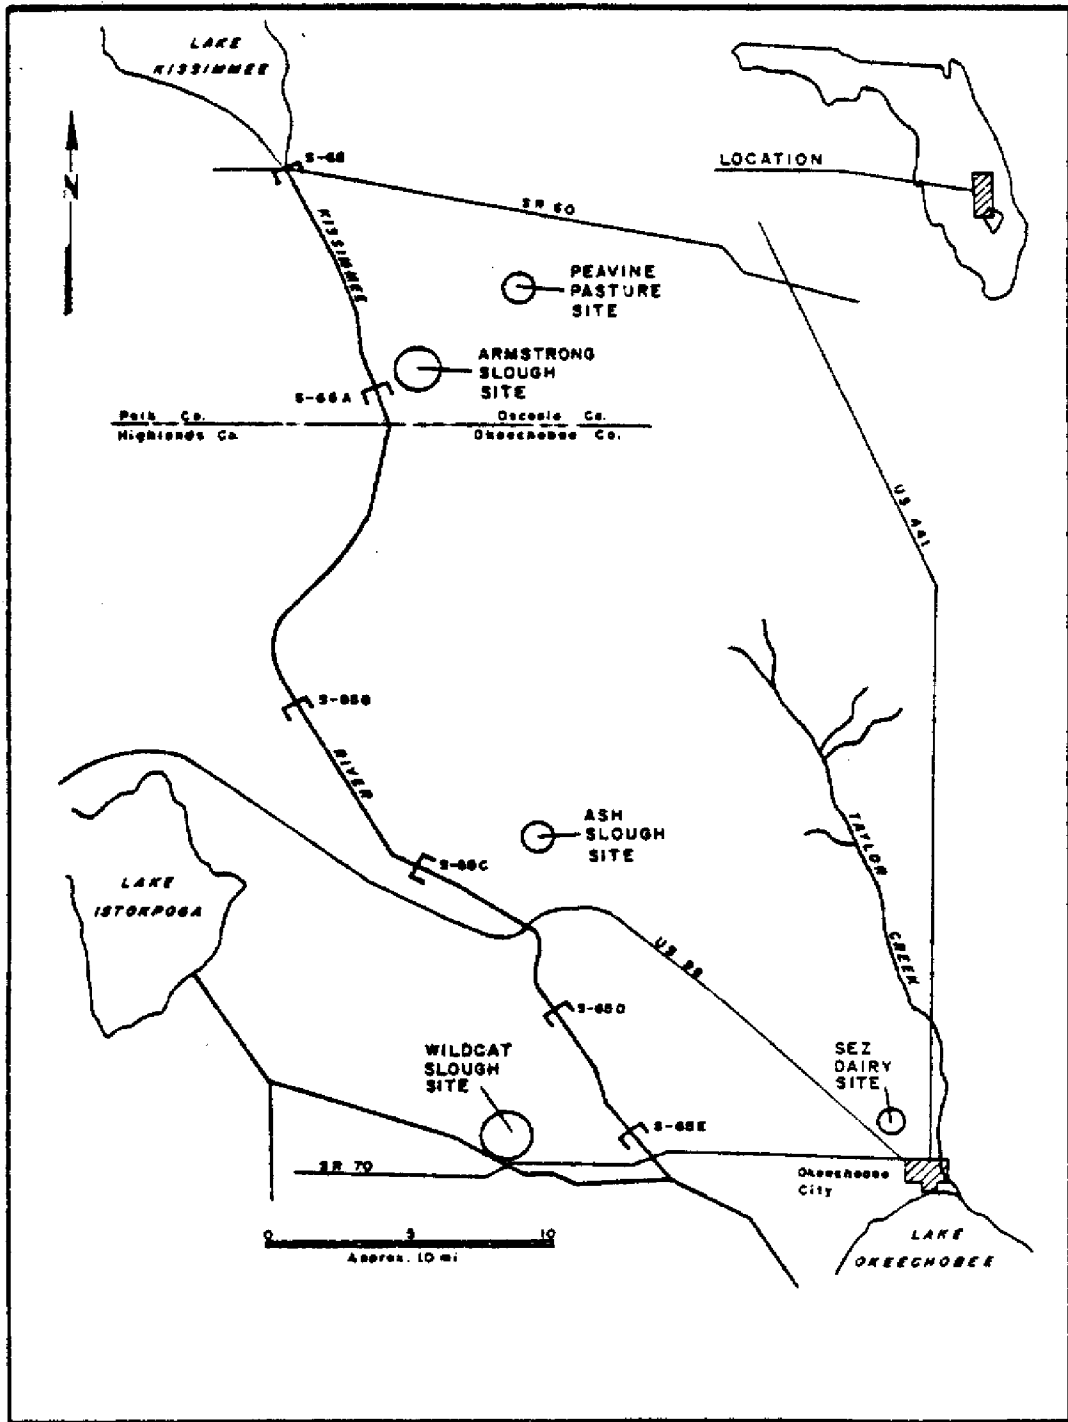 LAKE
KISSIMMEE
N
S-65
LOCATION
SR 60
KISSIMMEE
PEAVINE
PASTURE
SITE
ARMSTRONG
SLOUGH
SITE
S-65A
Polk Co.
Osceola Co.
Highlands Co.
Okeechobee Co.
US 441
S-65B
RIVER
ASH
SLOUGH
SITE
TAYLOR
CREEK
S-65C
LAKE
ISTOKPOGA
US 98
S-65D
WILDCAT
SLOUGH
SITE
SEZ
DAIRY
SITE
S-65E
SR 70
Okeechobee
City
0 5 10
Approx. 10 mi
LAKE
OKEECHOBEE